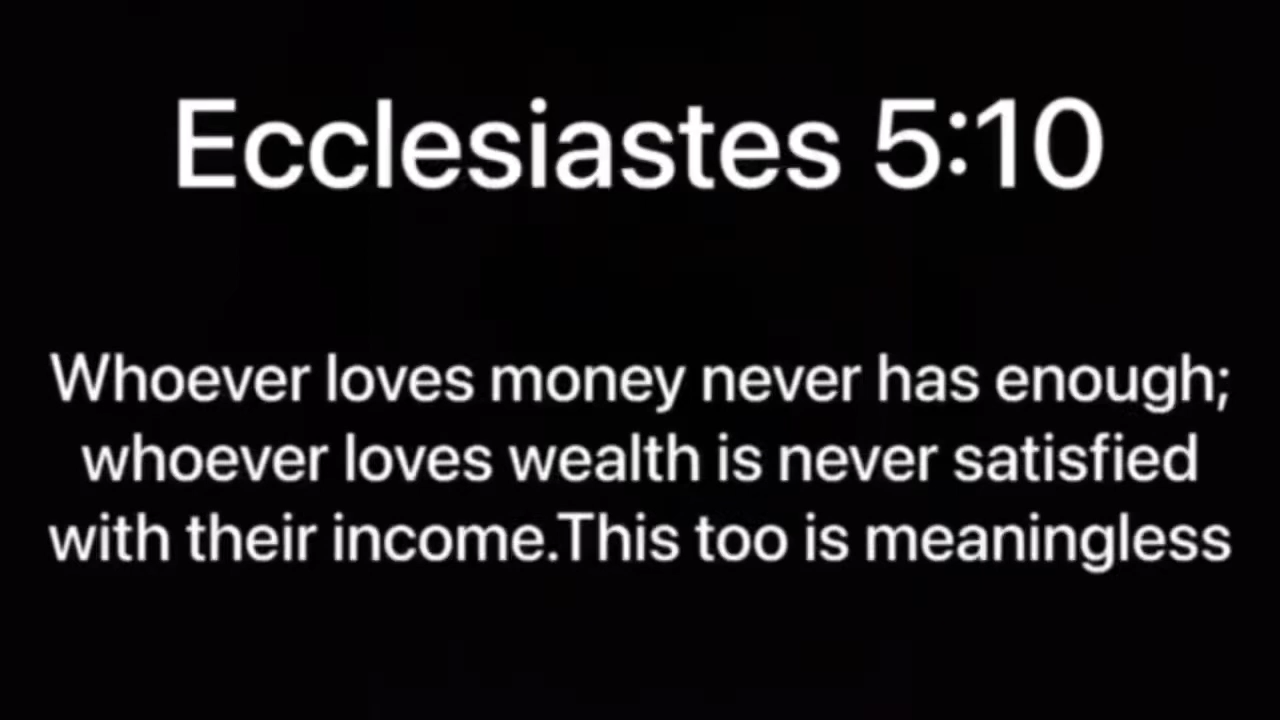 Ecclesiastes 5:10
Whoever loves money never has enough;
whoever loves wealth is never satisfied
with their income.This too is meaningless